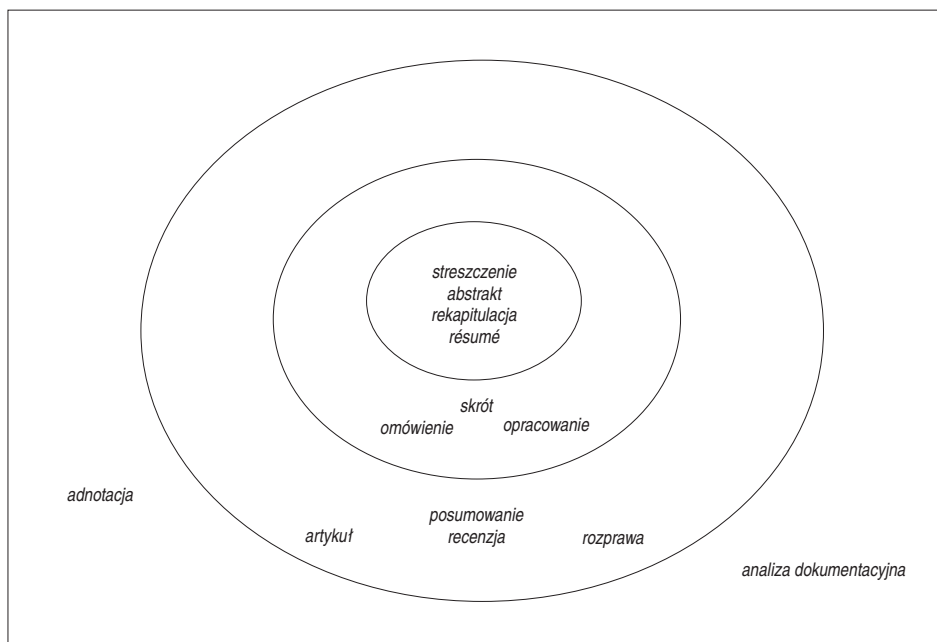 streszczenie
abstrakt
rekapitulacja
résumé
skrót
omówienie opracowanie
adnotacja
posumowanie
artykuł recenzja rozprawa
analiza dokumentacyjna